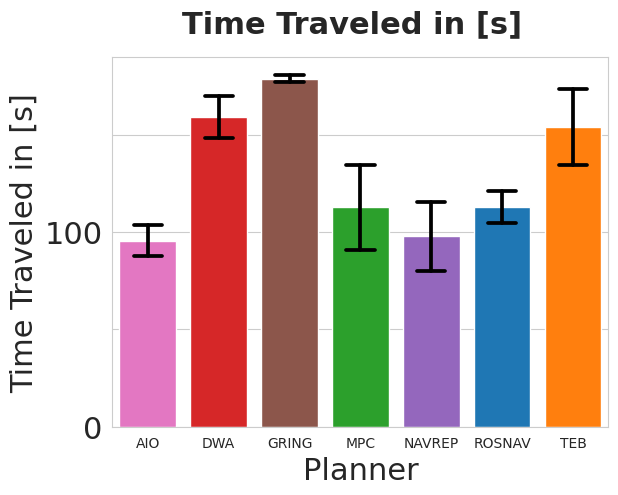 Time Traveled in [s]
Time Traveled in [s]
100
0
AIO DWA GRING MPC NAVREP ROSNAV TEB
Planner